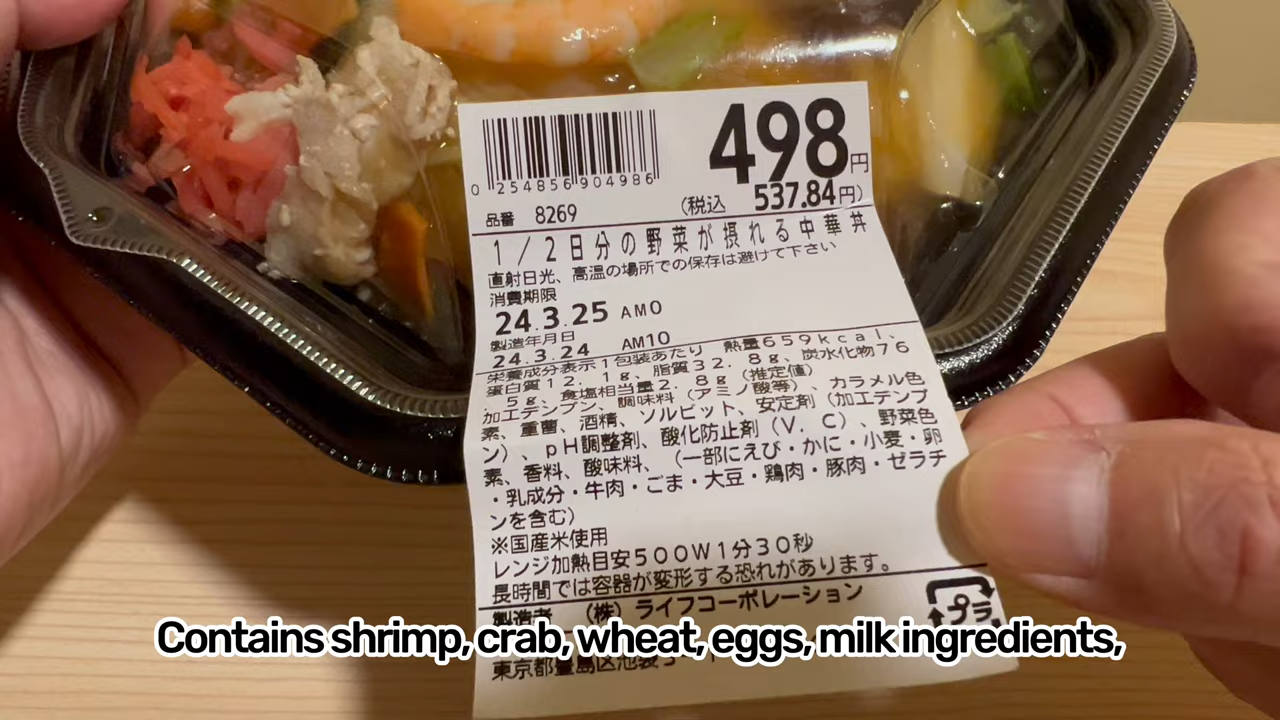 498円
0 254856 904986
(税込 537.84円)
品番 8269
1/2日分の野菜が摂れる中華丼
直射日光、高温の場所での保存は避けて下さい
消費期限
24.3.25 AM0
製造年月日
24.3.24 AM10
栄養成分表示1包装あたり 熱量659kcal、
蛋白質12.1g、脂質32.8g、炭水化物76
.5g、食塩相当量2.8g(推定値)
加工デンプン、調味料(アミノ酸等)、カラメル色
素、重曹、酒精、ソルビット、安定剤(加工デンプ
ン)、pH調整剤、酸化防止剤(V.C)、野菜色
素、香料、酸味料、(一部にえび・かに・小麦・卵
・乳成分・牛肉・ごま・大豆・鶏肉・豚肉・ゼラチ
ンを含む)
※国産米使用
レンジ加熱目安500W1分30秒
長時間では容器が変形する恐れがあります。
製造者 (株)ライフコーポレーション
プラ
Contains shrimp, crab, wheat, eggs, milk ingredients,
東京都豊島区池袋3